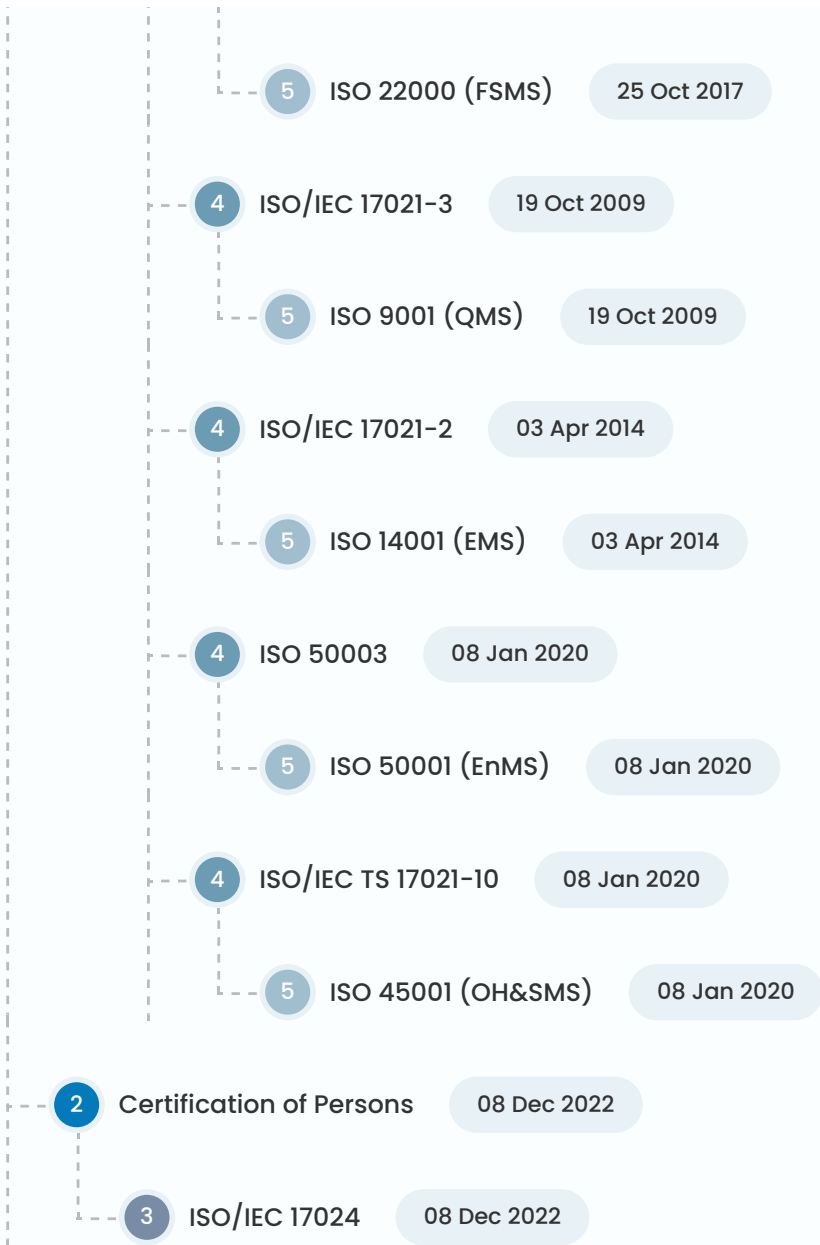 5 ISO 22000 (FSMS) 25 Oct 2017
4 ISO/IEC 17021-3 19 Oct 2009
5 ISO 9001 (QMS) 19 Oct 2009
4 ISO/IEC 17021-2 03 Apr 2014
5 ISO 14001 (EMS) 03 Apr 2014
4 ISO 50003 08 Jan 2020
5 ISO 50001 (EnMS) 08 Jan 2020
4 ISO/IEC TS 17021-10 08 Jan 2020
5 ISO 45001 (OH&SMS) 08 Jan 2020
2 Certification of Persons 08 Dec 2022
3 ISO/IEC 17024 08 Dec 2022